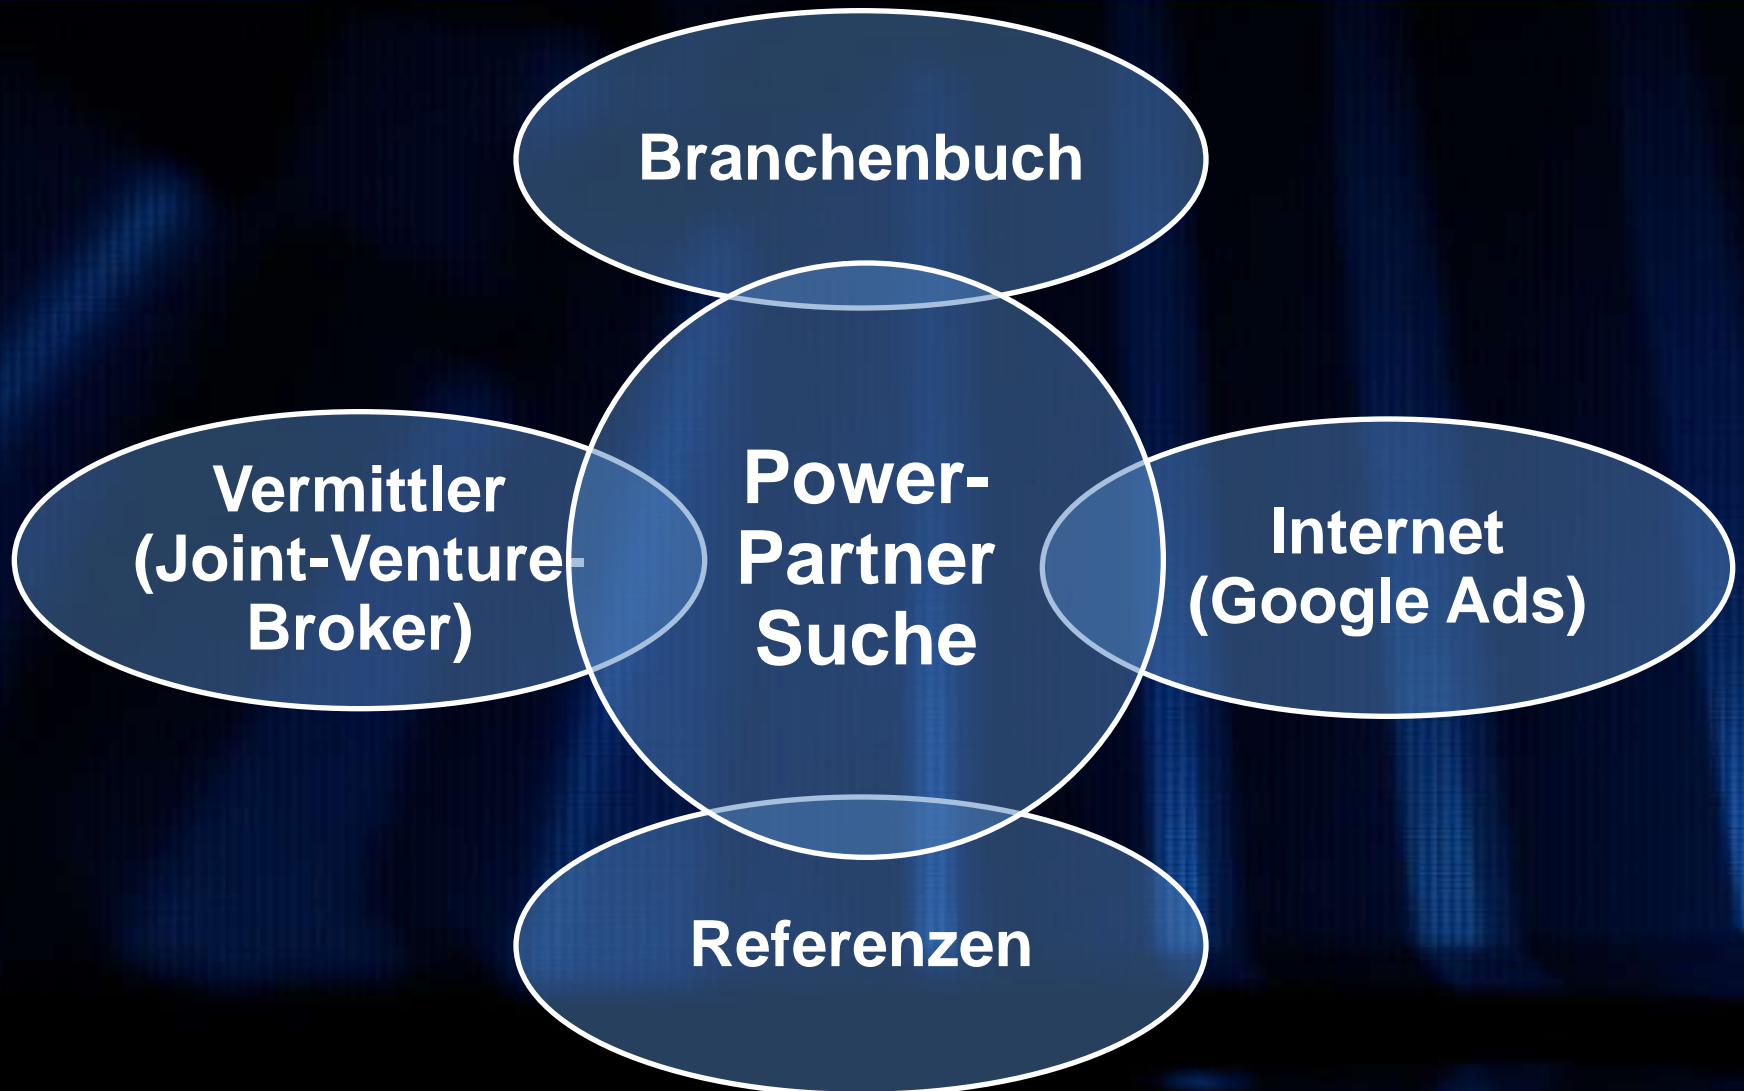 Branchenbuch
Vermittler
(Joint-Venture-
Broker)
Power-
Partner
Suche
Internet
(Google Ads)
Referenzen